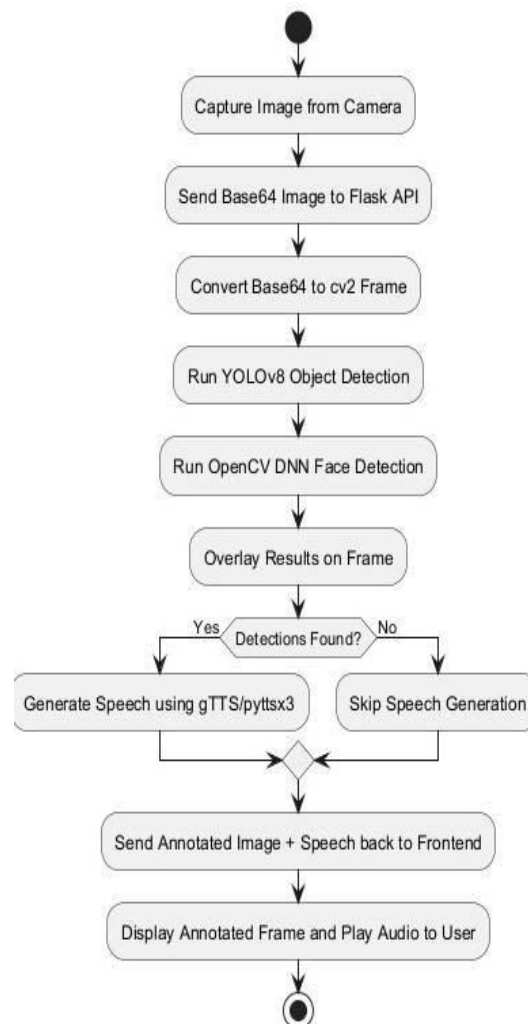 Capture Image from Camera
Send Base64 Image to Flask API
Convert Base64 to cv2 Frame
Run YOLOv8 Object Detection
Run OpenCV DNN Face Detection
Overlay Results on Frame
Yes
Detections Found?
No
Generate Speech using gTTS/pyttsx3
Skip Speech Generation
Send Annotated Image + Speech back to Frontend
Display Annotated Frame and Play Audio to User